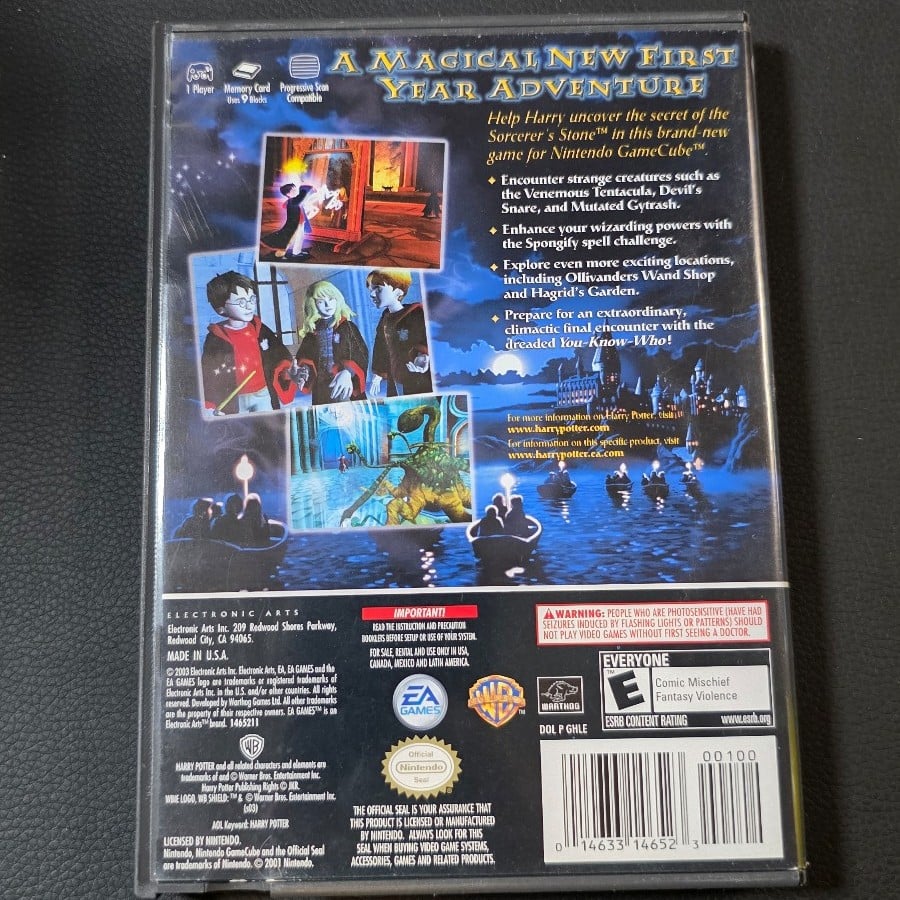 A MAGICAL NEW FIRST
YEAR ADVENTURE
1 Player
Memory Card
Uses 9 Blocks
Progressive Scan
Compatible
Help Harry uncover the secret of the
Sorcerer's Stone™ in this brand-new
game for Nintendo GameCube™.
Encounter strange creatures such as
the Venemous Tentacula, Devil's
Snare, and Mutated Gytrash.
Enhance your wizarding powers with
the Spongify spell challenge.
Explore even more exciting locations,
including Ollivanders Wand Shop
and Hagrid's Garden.
Prepare for an extraordinary,
climactic final encounter with the
dreaded You-Know-Who!
For more information on Harry Potter, visit
www.harrypotter.com
For information on this specific product, visit
www.harrypotter.ea.com
ELECTRONIC ARTS
Electronic Arts Inc. 209 Redwood Shores Parkway,
Redwood City, CA 94065.
MADE IN U.S.A.
© 2003 Electronic Arts Inc. Electronic Arts, EA, EA GAMES and the
EA GAMES logo are trademarks or registered trademarks of
Electronic Arts Inc. in the U.S. and/or other countries. All rights
reserved. Developed by Warthog Games Ltd. All other trademarks
are the property of their respective owners. EA GAMES™ is an
Electronic Arts™ brand. 1465211
WB
HARRY POTTER and all related characters and elements are
trademarks of and © Warner Bros. Entertainment Inc.
Harry Potter Publishing Rights © JKR.
WBIE LOGO, WB SHIELD: ™ & © Warner Bros. Entertainment Inc.
(s03)
AOL Keyword: HARRY POTTER
LICENSED BY NINTENDO.
Nintendo, Nintendo GameCube and the Official Seal
are trademarks of Nintendo. © 2001 Nintendo.
IMPORTANT!
READ THE INSTRUCTION AND PRECAUTION
BOOKLETS BEFORE SETUP OR USE OF YOUR SYSTEM.
FOR SALE, RENTAL AND USE ONLY IN USA,
CANADA, MEXICO AND LATIN AMERICA.
EA
GAMES
WB
GAMES
TM
WARTHOG
DOL P GHLE
Official
Nintendo
Seal
THE OFFICIAL SEAL IS YOUR ASSURANCE THAT
THIS PRODUCT IS LICENSED OR MANUFACTURED
BY NINTENDO. ALWAYS LOOK FOR THIS
SEAL WHEN BUYING VIDEO GAME SYSTEMS,
ACCESSORIES, GAMES AND RELATED PRODUCTS.
WARNING: PEOPLE WHO ARE PHOTOSENSITIVE (HAVE HAD
SEIZURES INDUCED BY FLASHING LIGHTS OR PATTERNS) SHOULD
NOT PLAY VIDEO GAMES WITHOUT FIRST SEEING A DOCTOR.
EVERYONE
E
Comic Mischief
Fantasy Violence
ESRB CONTENT RATING www.esrb.org
00100
0 14633 14652 3